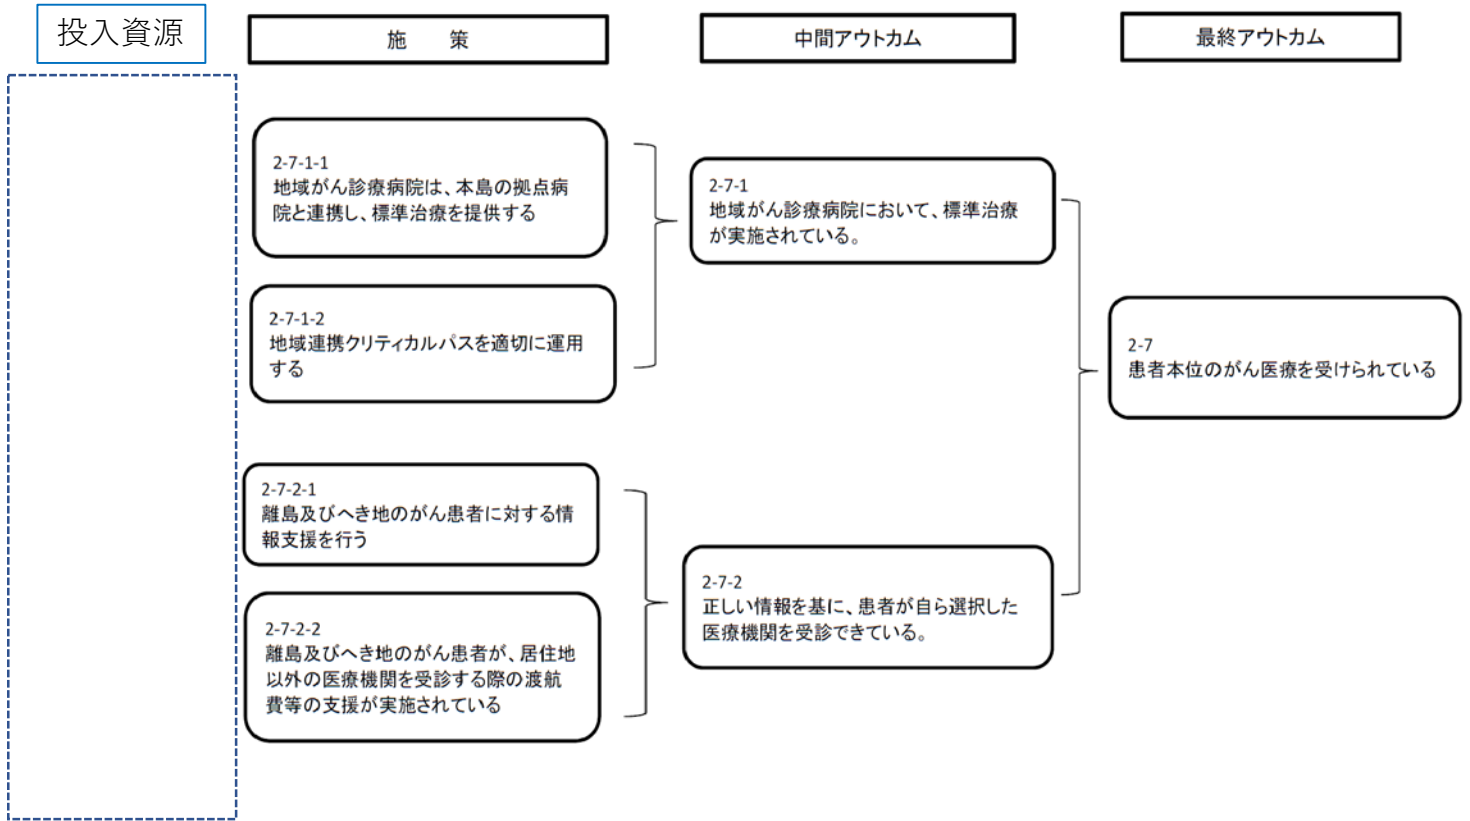 投入資源
施　　策
中間アウトカム
最終アウトカム
2-7-1-1
地域がん診療病院は、本島の拠点病
院と連携し、標準治療を提供する
2-7-1-2
地域連携クリティカルパスを適切に運用
する
2-7-2-1
離島及びへき地のがん患者に対する情
報支援を行う
2-7-2-2
離島及びへき地のがん患者が、居住地
以外の医療機関を受診する際の渡航
費等の支援が実施されている
2-7-1
地域がん診療病院において、標準治療
が実施されている。
2-7-2
正しい情報を基に、患者が自ら選択した
医療機関を受診できている。
2-7
患者本位のがん医療を受けられている